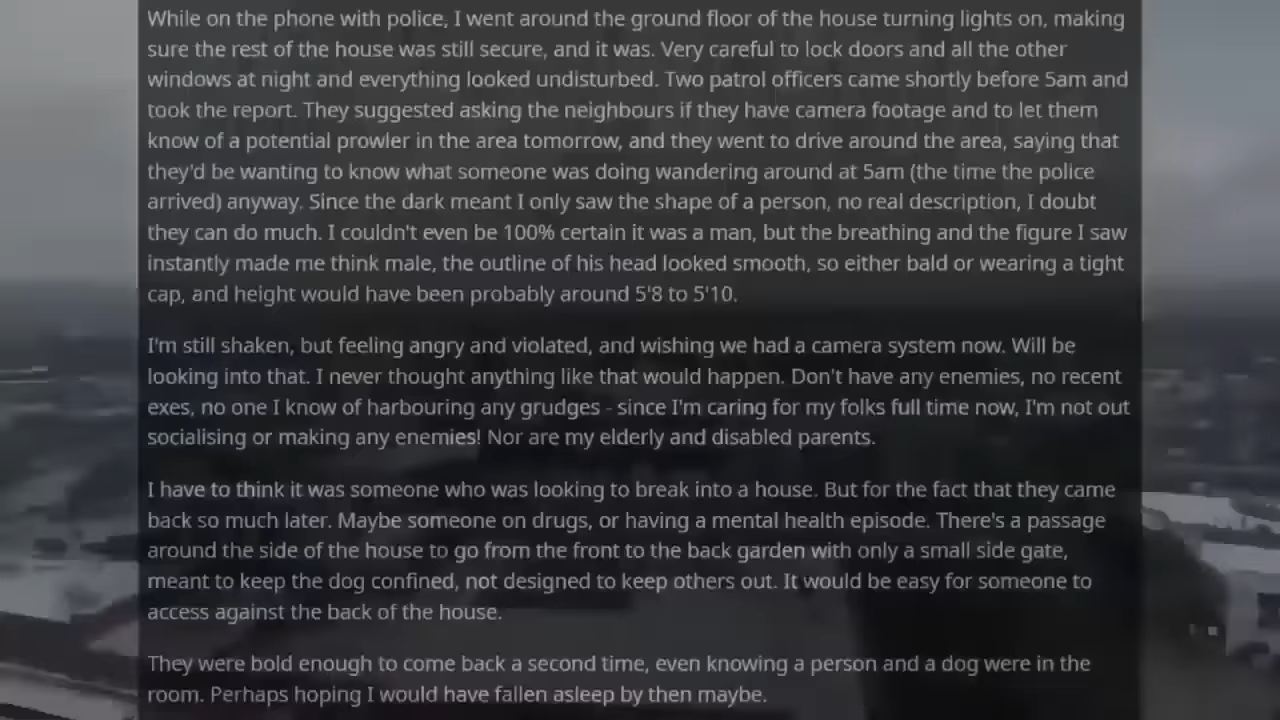 While on the phone with police, I went around the ground floor of the house turning lights on, making
sure the rest of the house was still secure, and it was. Very careful to lock doors and all the other
windows at night and everything looked undisturbed. Two patrol officers came shortly before 5am and
took the report. They suggested asking the neighbours if they have camera footage and to let them
know of a potential prowler in the area tomorrow, and they went to drive around the area, saying that
they'd be wanting to know what someone was doing wandering around at 5am (the time the police
arrived) anyway. Since the dark meant I only saw the shape of a person, no real description, I doubt
they can do much. I couldn't even be 100% certain it was a man, but the breathing and the figure I saw
instantly made me think male, the outline of his head looked smooth, so either bald or wearing a tight
cap, and height would have been probably around 5'8 to 5'10.
I'm still shaken, but feeling angry and violated, and wishing we had a camera system now. Will be
looking into that. I never thought anything like that would happen. Don't have any enemies, no recent
exes, no one I know of harbouring any grudges - since I'm caring for my folks full time now, I'm not out
socialising or making any enemies! Nor are my elderly and disabled parents.
I have to think it was someone who was looking to break into a house. But for the fact that they came
back so much later. Maybe someone on drugs, or having a mental health episode. There's a passage
around the side of the house to go from the front to the back garden with only a small side gate,
meant to keep the dog confined, not designed to keep others out. It would be easy for someone to
access against the back of the house.
They were bold enough to come back a second time, even knowing a person and a dog were in the
room. Perhaps hoping I would have fallen asleep by then maybe.